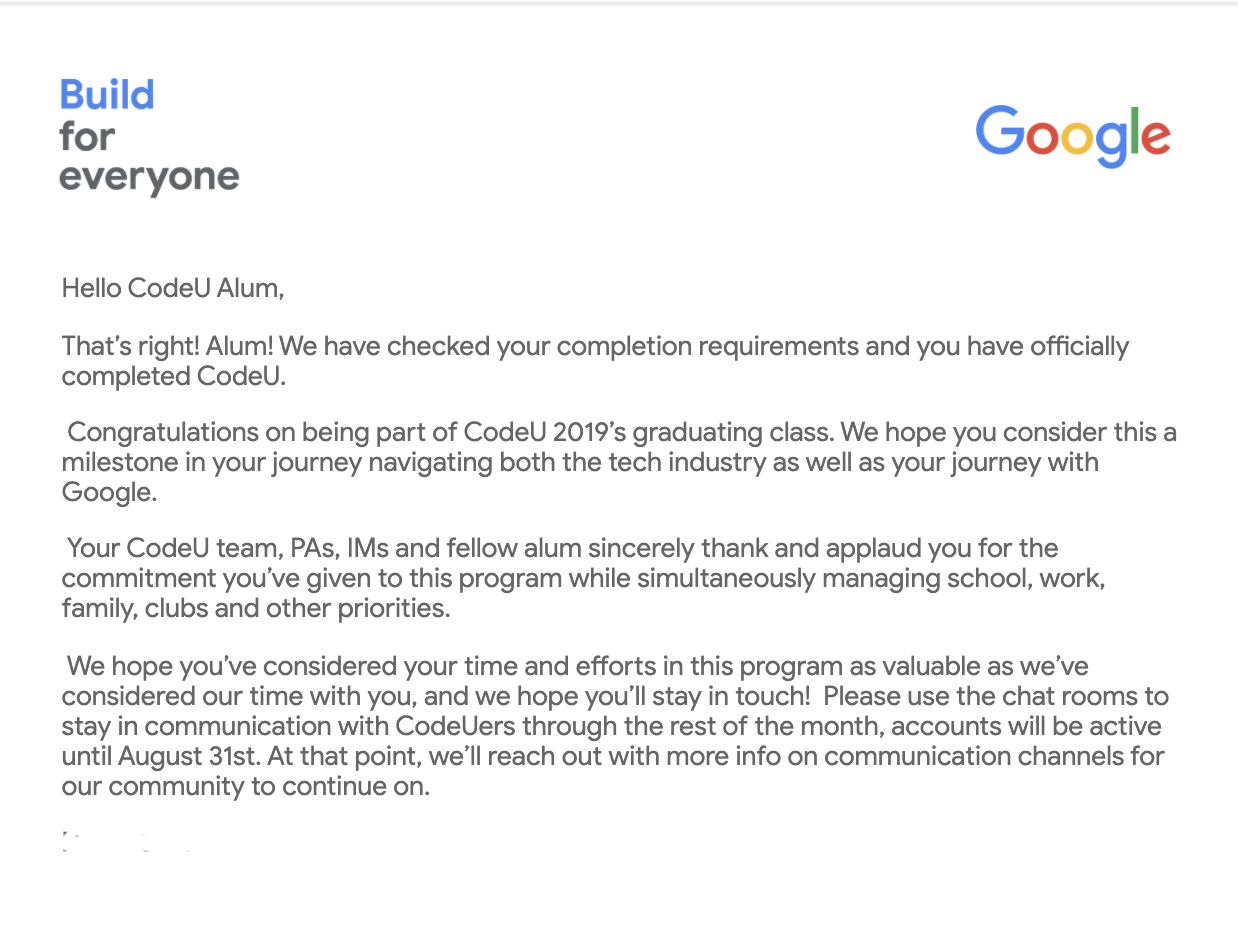 Build
for
everyone
Google
Hello CodeU Alum,
That's right! Alum! We have checked your completion requirements and you have officially
completed CodeU.
Congratulations on being part of CodeU 2019's graduating class. We hope you consider this a
milestone in your journey navigating both the tech industry as well as your journey with
Google.
Your CodeU team, PAs, IMs and fellow alum sincerely thank and applaud you for the
commitment you've given to this program while simultaneously managing school, work,
family, clubs and other priorities.
We hope you've considered your time and efforts in this program as valuable as we've
considered our time with you, and we hope you'll stay in touch!  Please use the chat rooms to
stay in communication with CodeUers through the rest of the month, accounts will be active
until August 31st. At that point, we'll reach out with more info on communication channels for
our community to continue on.